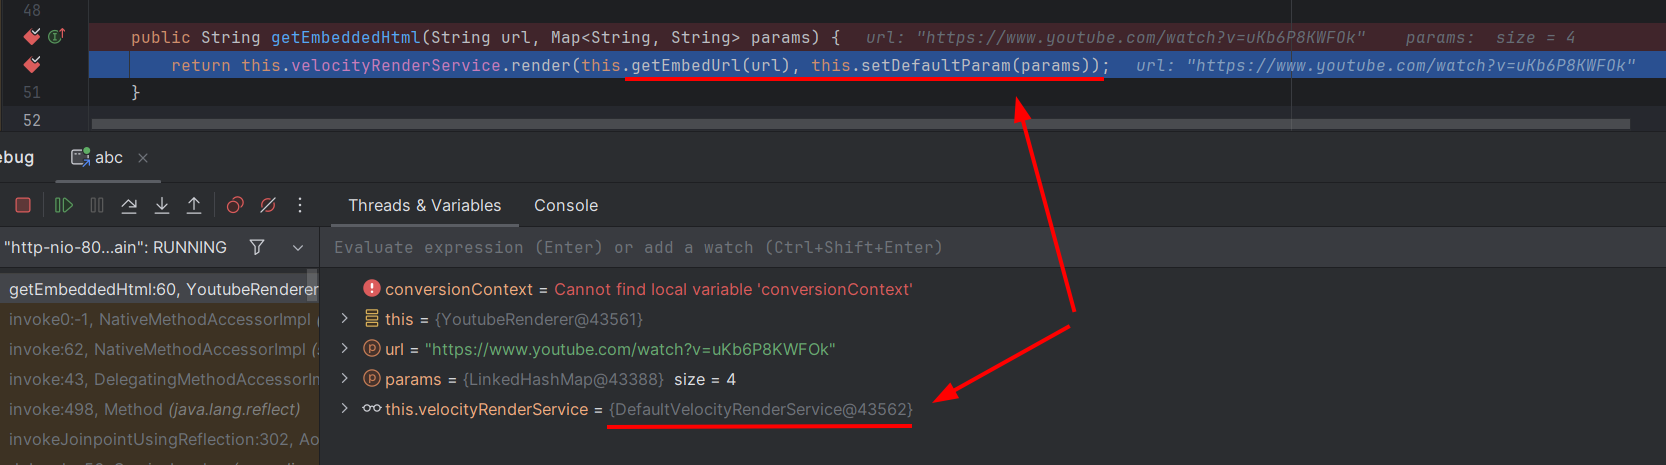 48
public String getEmbeddedHtml(String url, Map<String, String> params) {   url: "https://www.youtube.com/watch?v=uKb6P8KWFOk"    params:  size = 4
return this.velocityRenderService.render(this.getEmbedUrl(url), this.setDefaultParam(params));   url: "https://www.youtube.com/watch?v=uKb6P8KWFOk"
51 }
52
ebug abc ×
Threads & Variables Console
"http-nio-80...ain": RUNNING
Evaluate expression (Enter) or add a watch (Ctrl+Shift+Enter)
getEmbeddedHtml:60, YoutubeRenderer
invoke0:-1, NativeMethodAccessorImpl (
invoke:62, NativeMethodAccessorImpl (s
invoke:43, DelegatingMethodAccessorIm
invoke:498, Method (java.lang.reflect)
invokeJoinpointUsingReflection:302, Ao
conversionContext = Cannot find local variable 'conversionContext'
this = {YoutubeRenderer@43561}
url = "https://www.youtube.com/watch?v=uKb6P8KWFOk"
params = {LinkedHashMap@43388} size = 4
this.velocityRenderService = {DefaultVelocityRenderService@43562}